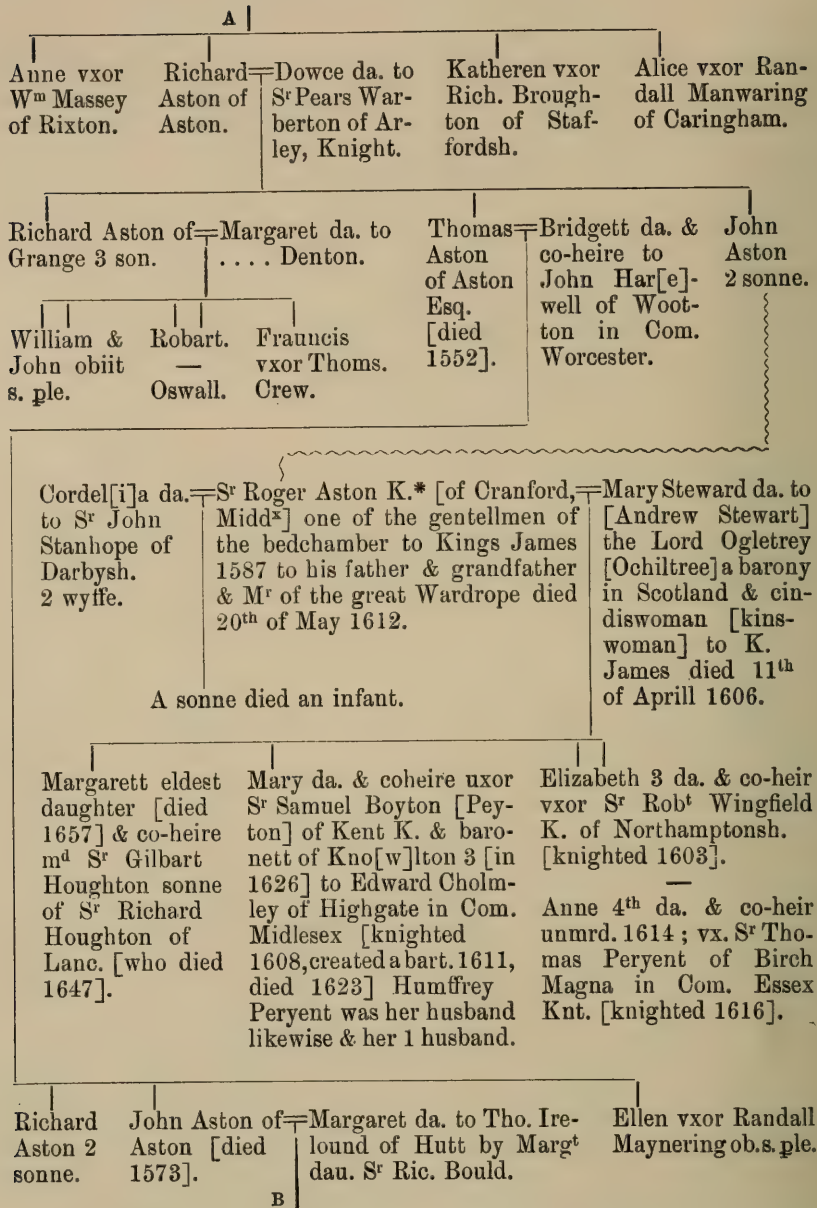 A
Anne vxor
Wᵐ Massey
of Rixton.
Richard
Aston of
Aston.
Dowce da. to
Sʳ Pears War-
berton of Ar-
ley, Knight.
Katheren vxor
Rich. Brough-
ton of Staf-
fordsh.
Alice vxor Ran-
dall Manwaring
of Caringham.
Richard Aston of
Grange 3 son.
Margaret da. to
.... Denton.
Thomas
Aston
of Aston
Esq.
[died
1552].
Bridgett da. &
co-heire to
John Har[e]-
well of Woot-
ton in Com.
Worcester.
John
Aston
2 sonne.
William &
John obiit
s. ple.
Robart.
—
Oswall.
Frauncis
vxor Thoms.
Crew.
Cordel[i]a da.
to Sʳ John
Stanhope of
Darbysh.
2 wyffe.
Sʳ Roger Aston K.* [of Cranford,
Middˣ] one of the gentellmen of
the bedchamber to Kings James
1587 to his father & grandfather
& Mʳ of the great Wardrope died
20ᵗʰ of May 1612.
Mary Steward da. to
[Andrew Stewart]
the Lord Ogletrey
[Ochiltree] a barony
in Scotland & cin-
diswoman [kins-
woman] to K.
James died 11ᵗʰ
of Aprill 1606.
A sonne died an infant.
Margarett eldest
daughter [died
1657] & co-heire
mᵈ Sʳ Gilbart
Houghton sonne
of Sʳ Richard
Houghton of
Lanc. [who died
1647].
Mary da. & coheire uxor
Sʳ Samuel Boyton [Pey-
ton] of Kent K. & baro-
nett of Kno[w]lton 3 [in
1626] to Edward Cholm-
ley of Highgate in Com.
Midlesex [knighted
1608, created a bart. 1611,
died 1623] Humffrey
Peryent was her husband
likewise & her 1 husband.
Elizabeth 3 da. & co-heir
vxor Sʳ Robᵗ Wingfield
K. of Northamptonsh.
[knighted 1603].
—
Anne 4ᵗʰ da. & co-heir
unmrd. 1614; vx. Sʳ Tho-
mas Peryent of Birch
Magna in Com. Essex
Knt. [knighted 1616].
Richard
Aston 2
sonne.
John Aston of
Aston [died
1573].
Margaret da. to Tho. Ire-
lound of Hutt by Margᵗ
dau. Sʳ Ric. Bould.
Ellen vxor Randall
Maynering ob. s. ple.
B